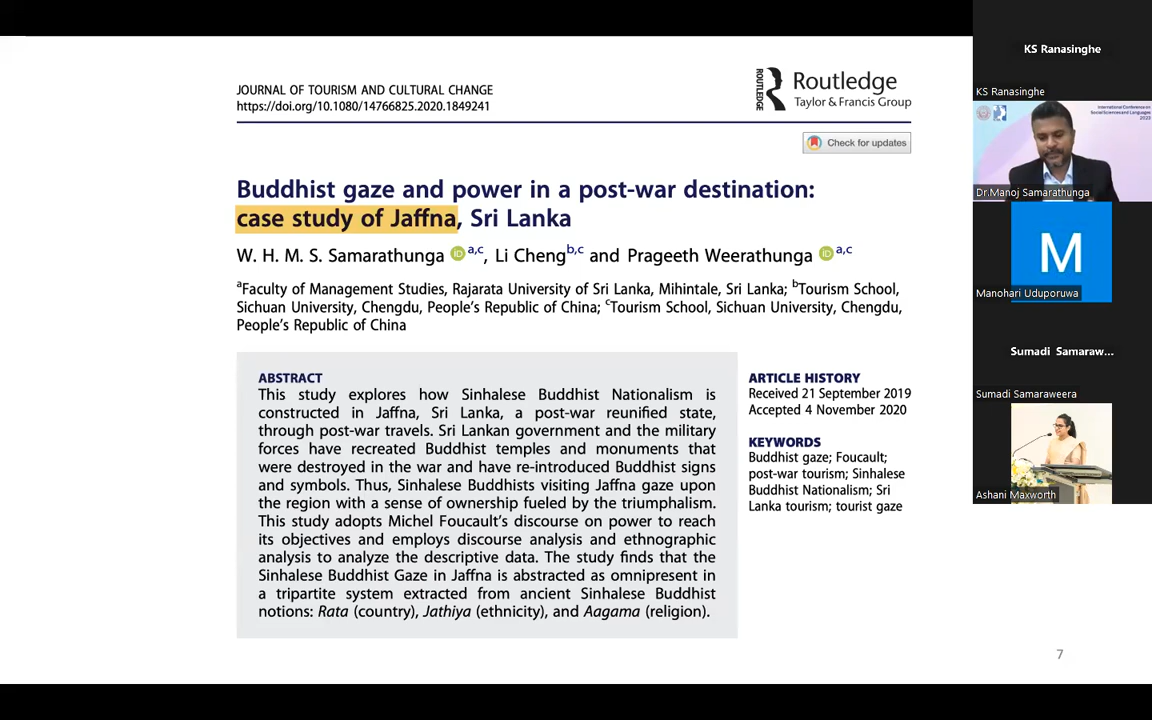 JOURNAL OF TOURISM AND CULTURAL CHANGE
https://doi.org/10.1080/14766825.2020.1849241
ROUTLEDGE
Routledge
Taylor & Francis Group
Check for updates
Buddhist gaze and power in a post-war destination:
case study of Jaffna, Sri Lanka
W. H. M. S. Samarathunga iD a,c, Li Cheng b,c and Prageeth Weerathunga iD a,c
aFaculty of Management Studies, Rajarata University of Sri Lanka, Mihintale, Sri Lanka; bTourism School,
Sichuan University, Chengdu, People's Republic of China; cTourism School, Sichuan University, Chengdu,
People's Republic of China
ABSTRACT
This study explores how Sinhalese Buddhist Nationalism is
constructed in Jaffna, Sri Lanka, a post-war reunified state,
through post-war travels. Sri Lankan government and the military
forces have recreated Buddhist temples and monuments that
were destroyed in the war and have re-introduced Buddhist signs
and symbols. Thus, Sinhalese Buddhists visiting Jaffna gaze upon
the region with a sense of ownership fueled by the triumphalism.
This study adopts Michel Foucault's discourse on power to reach
its objectives and employs discourse analysis and ethnographic
analysis to analyze the descriptive data. The study finds that the
Sinhalese Buddhist Gaze in Jaffna is abstracted as omnipresent in
a tripartite system extracted from ancient Sinhalese Buddhist
notions: Rata (country), Jathiya (ethnicity), and Aagama (religion).
ARTICLE HISTORY
Received 21 September 2019
Accepted 4 November 2020
KEYWORDS
Buddhist gaze; Foucault;
post-war tourism; Sinhalese
Buddhist Nationalism; Sri
Lanka tourism; tourist gaze
7
KS Ranasinghe
KS Ranasinghe
International Conference on
Social Sciences and Languages
2023
Dr.Manoj Samarathunga
M
Manohari Uduporuwa
Sumadi Samaraw...
Sumadi Samaraweera
Ashani Maxworth